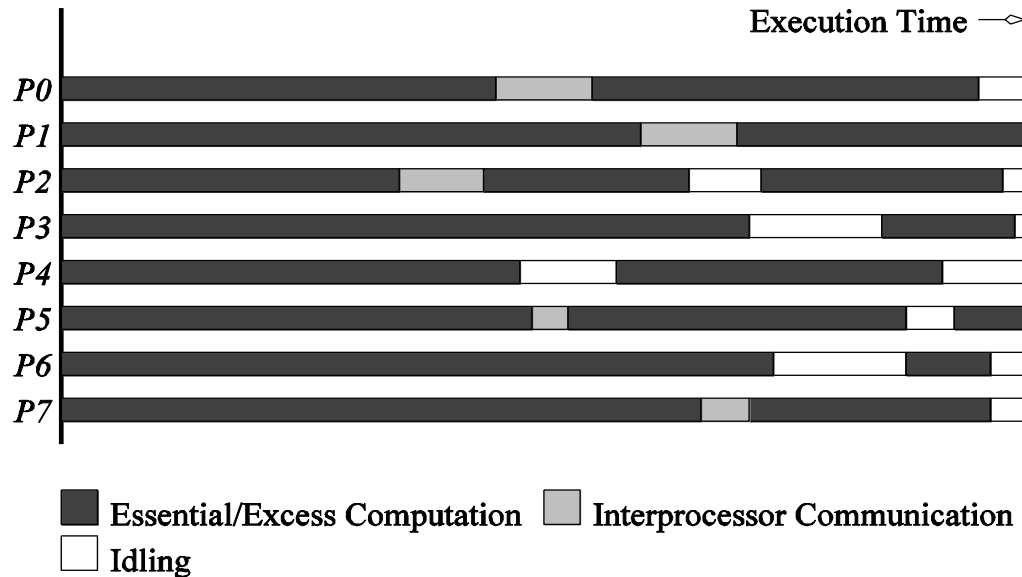 Execution Time
P0
P1
P2
P3
P4
P5
P6
P7
Essential/Excess Computation
Interprocessor Communication
Idling